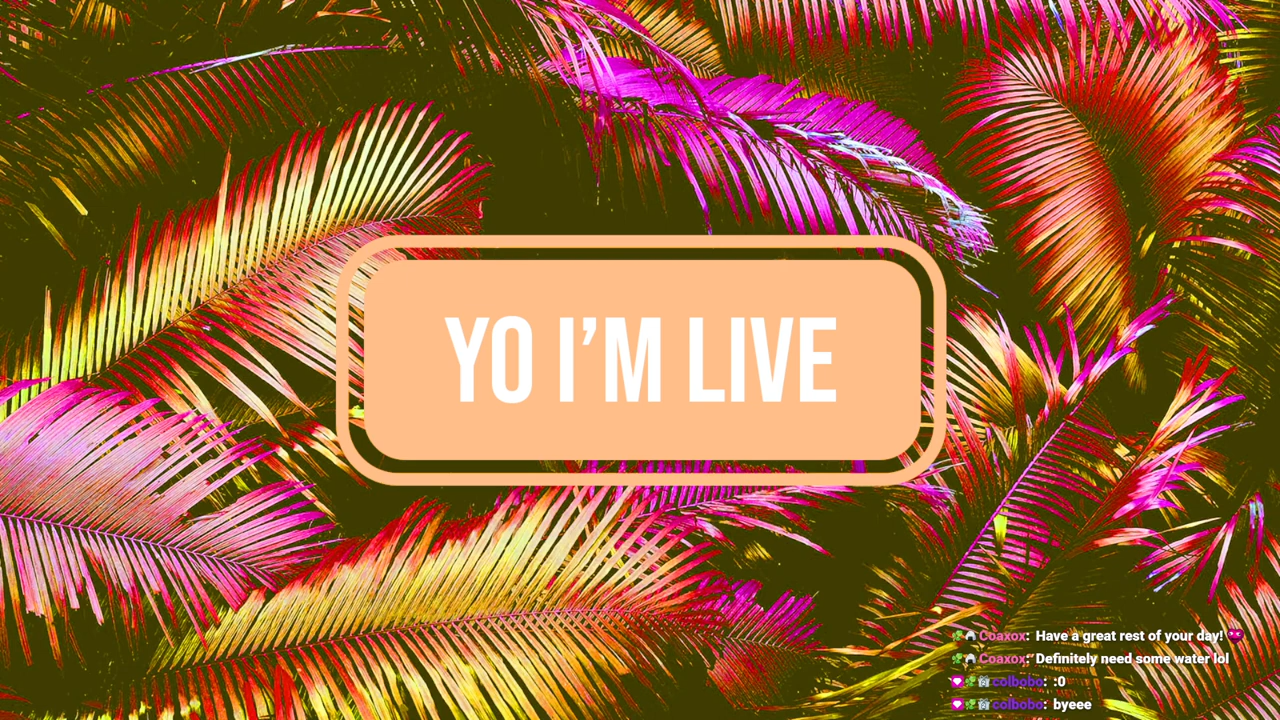 YO I’M LIVE
Coaxox: Have a great rest of your day!
Coaxox: Definitely need some water lol
colbobo: :0
colbobo: byeee